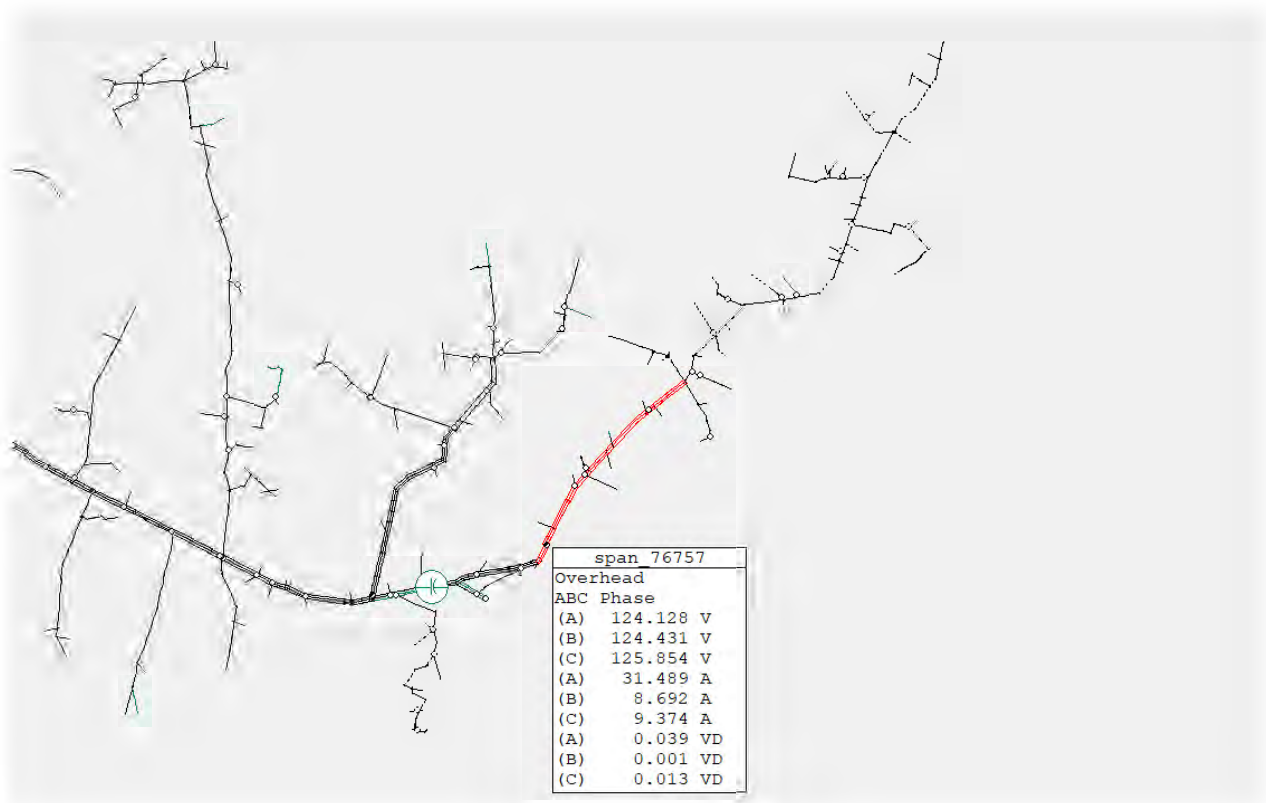 span_76757
Overhead
ABC Phase
(A) 124.128 V
(B) 124.431 V
(C) 125.854 V
(A) 31.489 A
(B) 8.692 A
(C) 9.374 A
(A) 0.039 VD
(B) 0.001 VD
(C) 0.013 VD